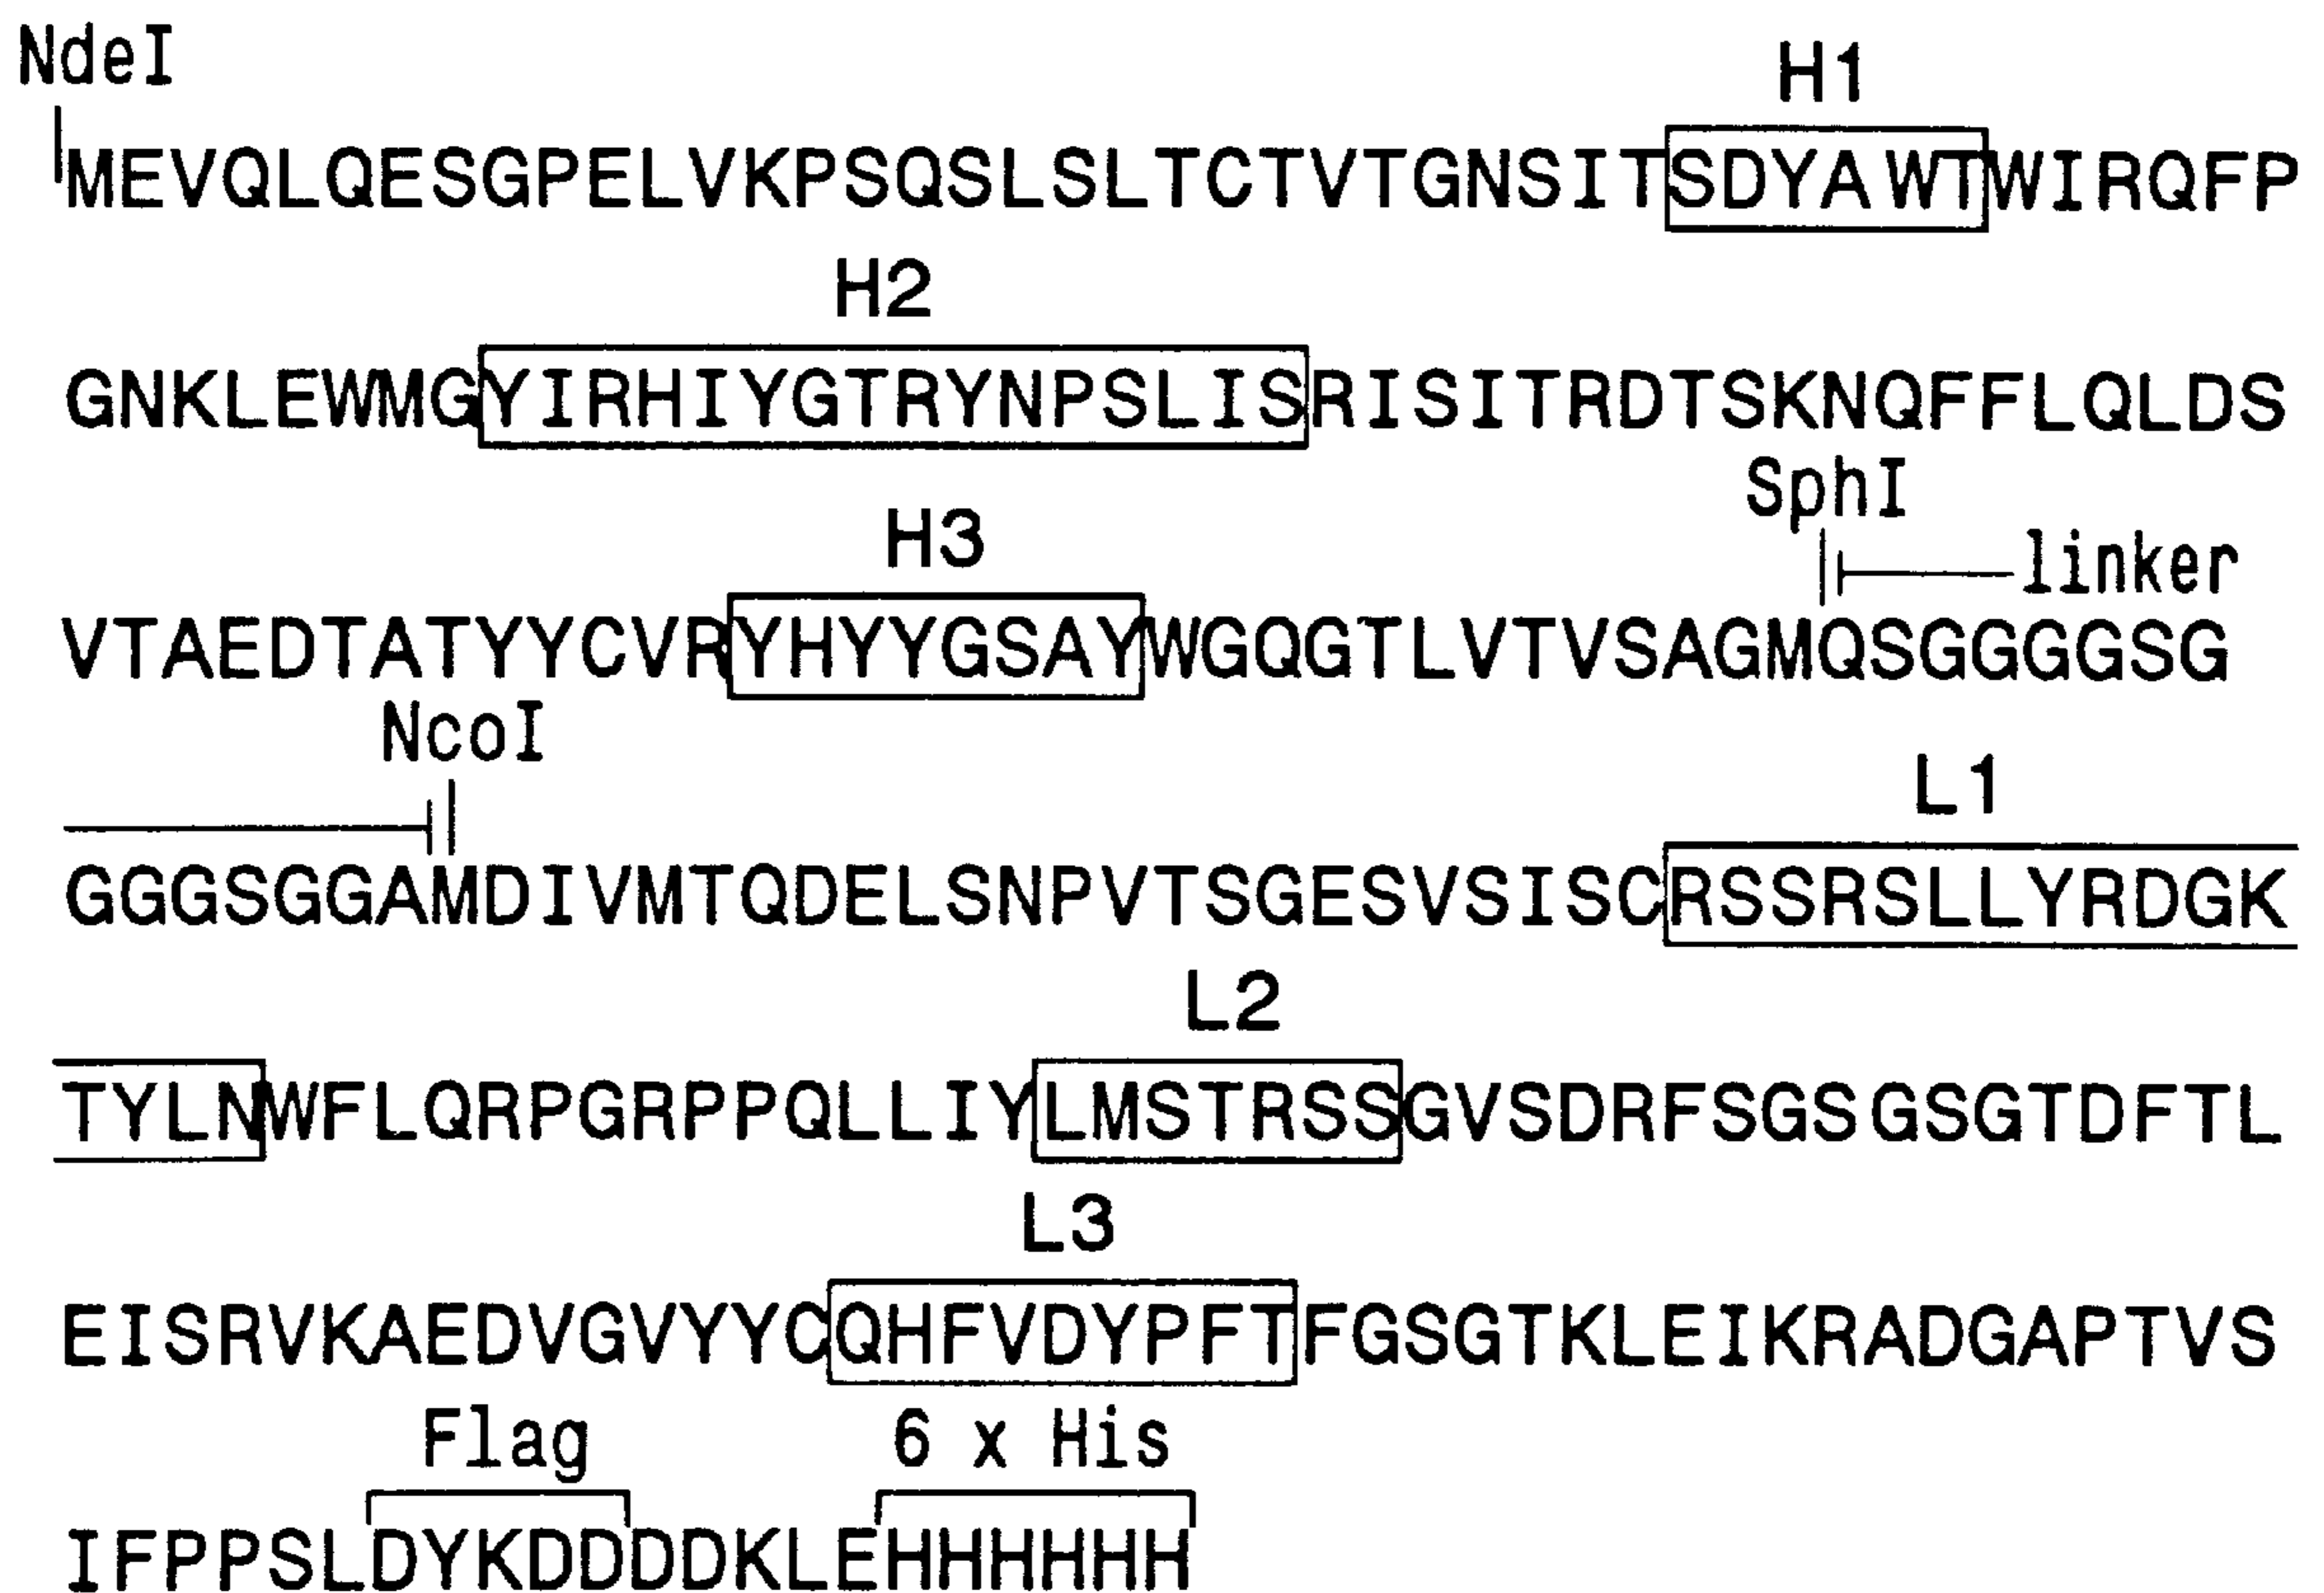 NdeI
H1
MEVQLQESGPELVKPSQSLSLTCTVTGNSITSDYAWTWIRQFP
H2
GNKLEWMGYIRHIYGTRYNPSLISRISITRDTSKNQFFLQLDS
SphI
H3
linker
VTAEDTATYYCVRYHYYGSAYWGQGTLVTVSAGMQSGGGGSG
NcoI
L1
GGGSGGAMDIVMTQDELSNPVTSGESVSISCRSSRSLLYRDGK
L2
TYLNWFLQRPGRPPQLLIYLMSTRSSGVSDRFSGSGSGTDFTL
L3
EISRVKAEDVGVYYCQHFVDYPFTFGSGTKLEIKRADGAPTVS
Flag 6 x His
IFPPSLDYKDDDDKLEHHHHHH